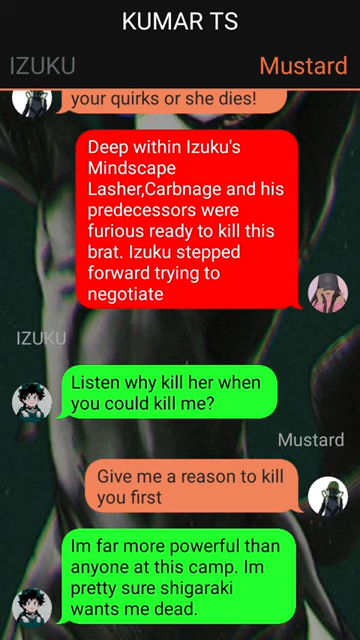 KUMAR TS
IZUKU
Mustard
your quirks or she dies!
Deep within Izuku's
Mindscape
Lasher,Carbnage and his
predecessors were
furious ready to kill this
brat. Izuku stepped
forward trying to
negotiate
IZUKU
Listen why kill her when
you could kill me?
Mustard
Give me a reason to kill
you first
Im far more powerful than
anyone at this camp. Im
pretty sure shigaraki
wants me dead.